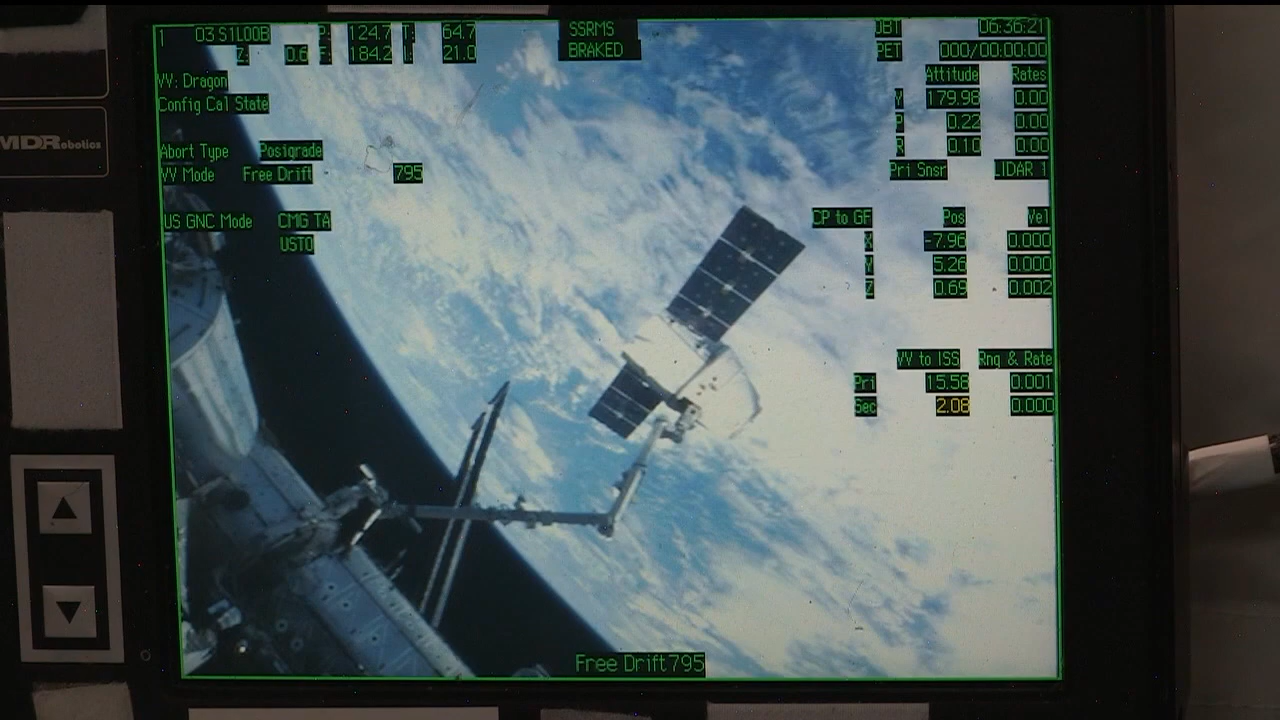 1 03 S1L00B P: 124.7 T: 64.7 SSRMS DBT 06:36:21
Z: 0.6 F: 184.2 I: 21.0 BRAKED PET 000/00:00:00
VV: Dragon Attitude Rates
Config Cal State Y 179.98 0.00
P 0.22 0.00
MDRobotics
Abort Type Posigrade R 0.10 0.00
VV Mode Free Drift 795 Pri Snsr LIDAR 1
US GNC Mode CMG TA CP to GF Pos Vel
USTO X -7.96 0.000
Y 5.26 0.000
Z 0.69 0.002
VV to ISS Rng & Rate
Pri 15.58 0.001
Sec 2.08 0.000
Free Drift 795